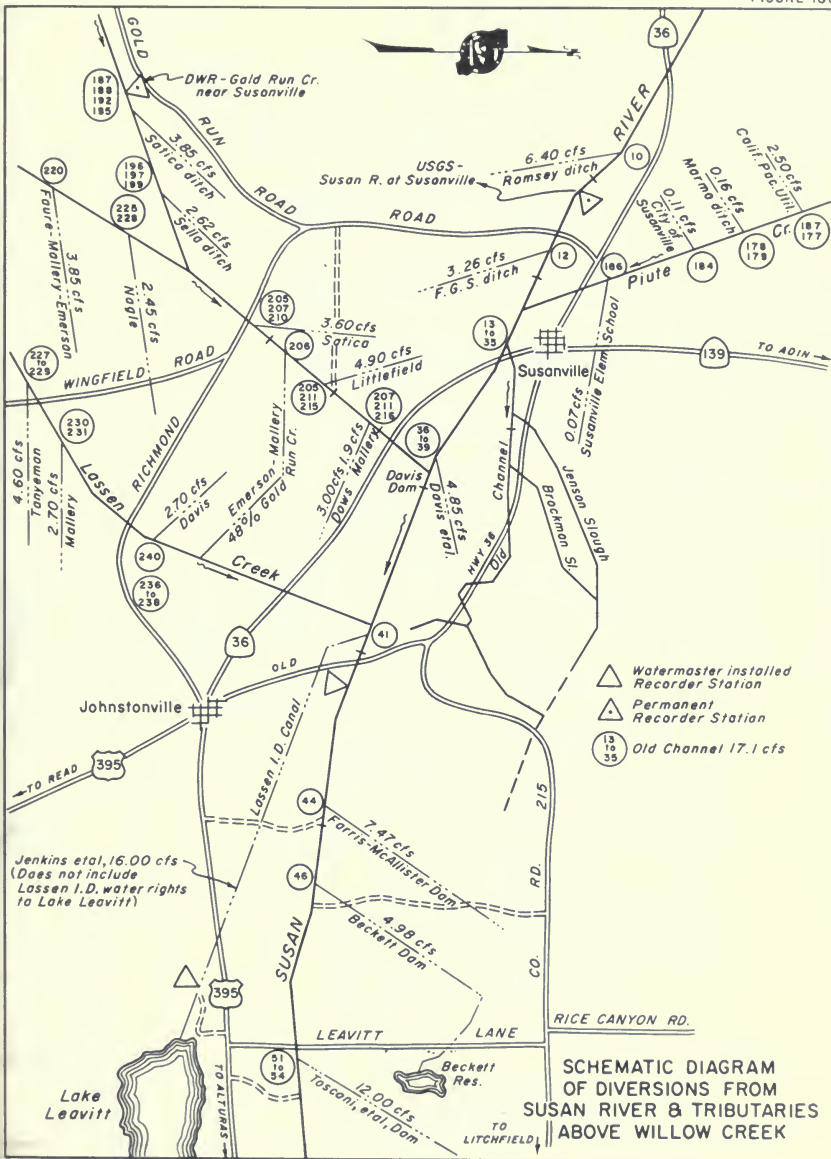 GOLD
RUN
ROAD
ROAD
36
187
188
192
195
DWR-Gold Run Cr.
near Susanville
3.85 cfs
Satica ditch
196
197
199
2.62 cfs
Sella ditch
220
225
228
Faure-Mallery-Emerson
3.85 cfs
2.45 cfs
Nagle
USGS-
Susan R. at Susanville
6.40 cfs
Ramsey ditch
RIVER
10
12
3.26 cfs
F.G.S. ditch
2.50 cfs
Calif. Pac. Util.
0.16 cfs
Marma ditch
0.11 cfs
City of
Susanville
Piute
Cr.
187
177
178
179
184
186
0.07 cfs
Susanville Elem School
13
to
35
Susanville
139
TO ADIN
205
207
210
3.60 cfs
Satica
206
4.90 cfs
Littlefield
205
211
215
207
211
216
36
to
39
Davis
Dam
4.85 cfs
Davis etal.
227
to
229
WINGFIELD
ROAD
RICHMOND
230
231
4.60 cfs
Tanyeman
2.70 cfs
Mallery
Lassen
Creek
2.70 cfs
Davis
Emerson-Mallery
48% Gold Run Cr.
3.00cfs 1.9 cfs
Dows Mallery
240
236
to
238
Channel
Old
HWY 36
Jenson Slough
Brockman Sl.
36
OLD
41
Johnstonville
395
TO READ
Lassen I.D. Canal
Watermaster installed
Recorder Station
Permanent
Recorder Station
13
to
35
Old Channel 17.1 cfs
215
RD.
CO.
44
7.47 cfs
Farris-McAllister Dam
46
4.98 cfs
Beckett Dam
Jenkins etal, 16.00 cfs
(Does not include
Lassen I.D. water rights
to Lake Leavitt)
SUSAN
395
LEAVITT
LANE
RICE CANYON RD.
51
to
54
12.00 cfs
Tosconi, etal, Dam
Beckett
Res.
Lake
Leavitt
TO ALTURAS
TO
LITCHFIELD
SCHEMATIC DIAGRAM
OF DIVERSIONS FROM
SUSAN RIVER & TRIBUTARIES
ABOVE WILLOW CREEK